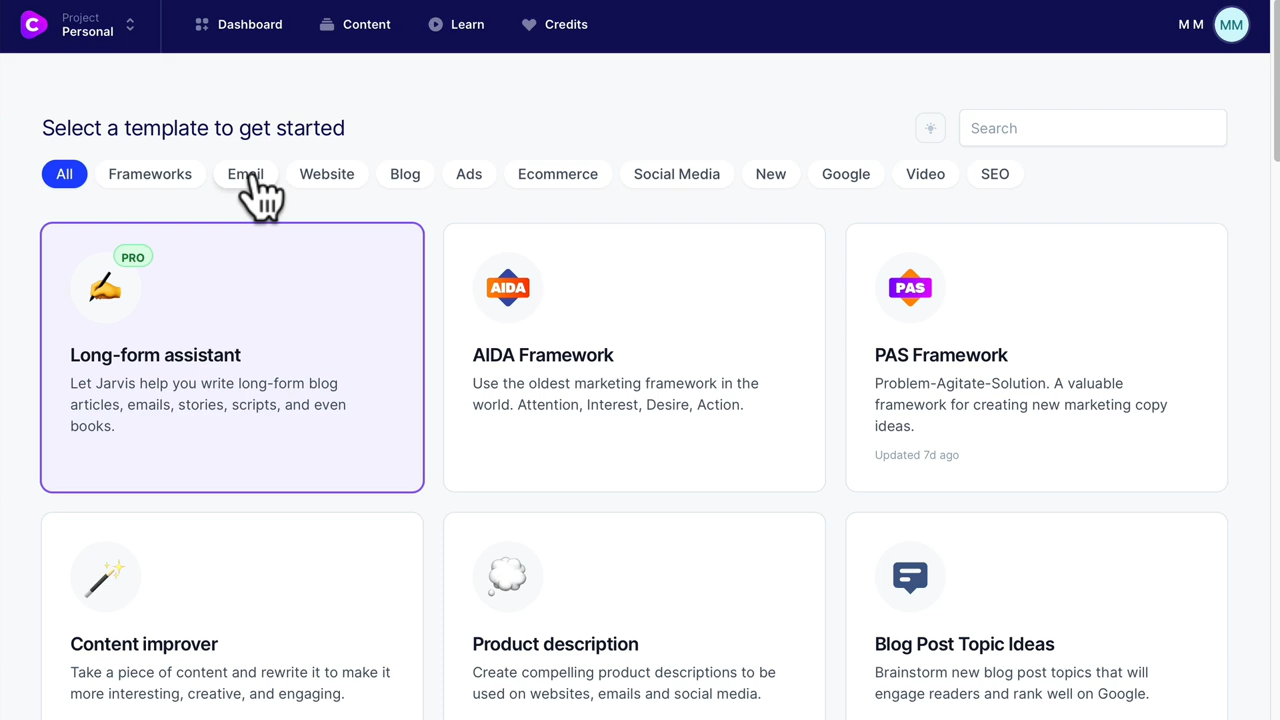 Project
Personal
Dashboard
Content
Learn
Credits
M M
MM
Select a template to get started
Search
All
Frameworks
Email
Website
Blog
Ads
Ecommerce
Social Media
New
Google
Video
SEO
PRO
Long-form assistant
Let Jarvis help you write long-form blog
articles, emails, stories, scripts, and even
books.
AIDA
AIDA Framework
Use the oldest marketing framework in the
world. Attention, Interest, Desire, Action.
PAS
PAS Framework
Problem-Agitate-Solution. A valuable
framework for creating new marketing copy
ideas.
Updated 7d ago
Content improver
Take a piece of content and rewrite it to make it
more interesting, creative, and engaging.
Product description
Create compelling product descriptions to be
used on websites, emails and social media.
Blog Post Topic Ideas
Brainstorm new blog post topics that will
engage readers and rank well on Google.